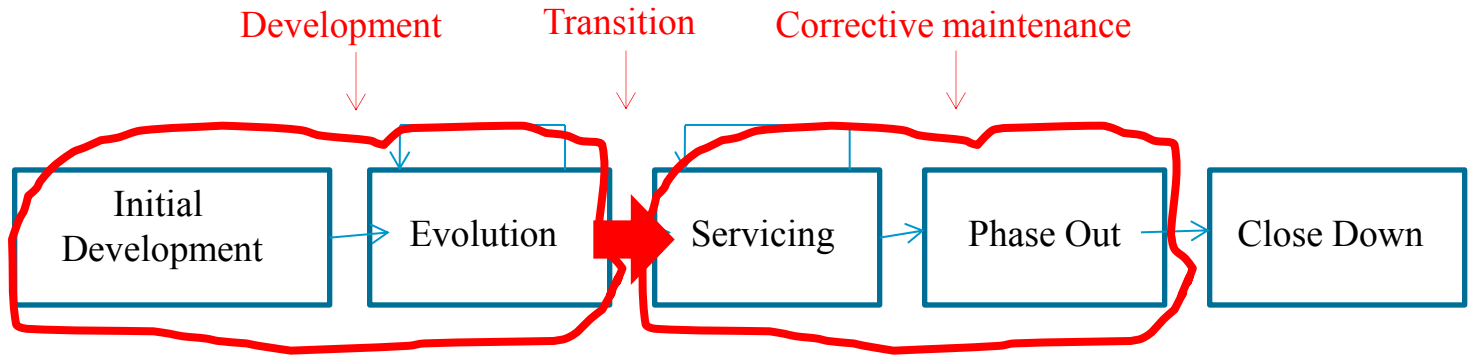 Development
Transition
Corrective maintenance
Initial
Development
Evolution
Servicing
Phase Out
Close Down